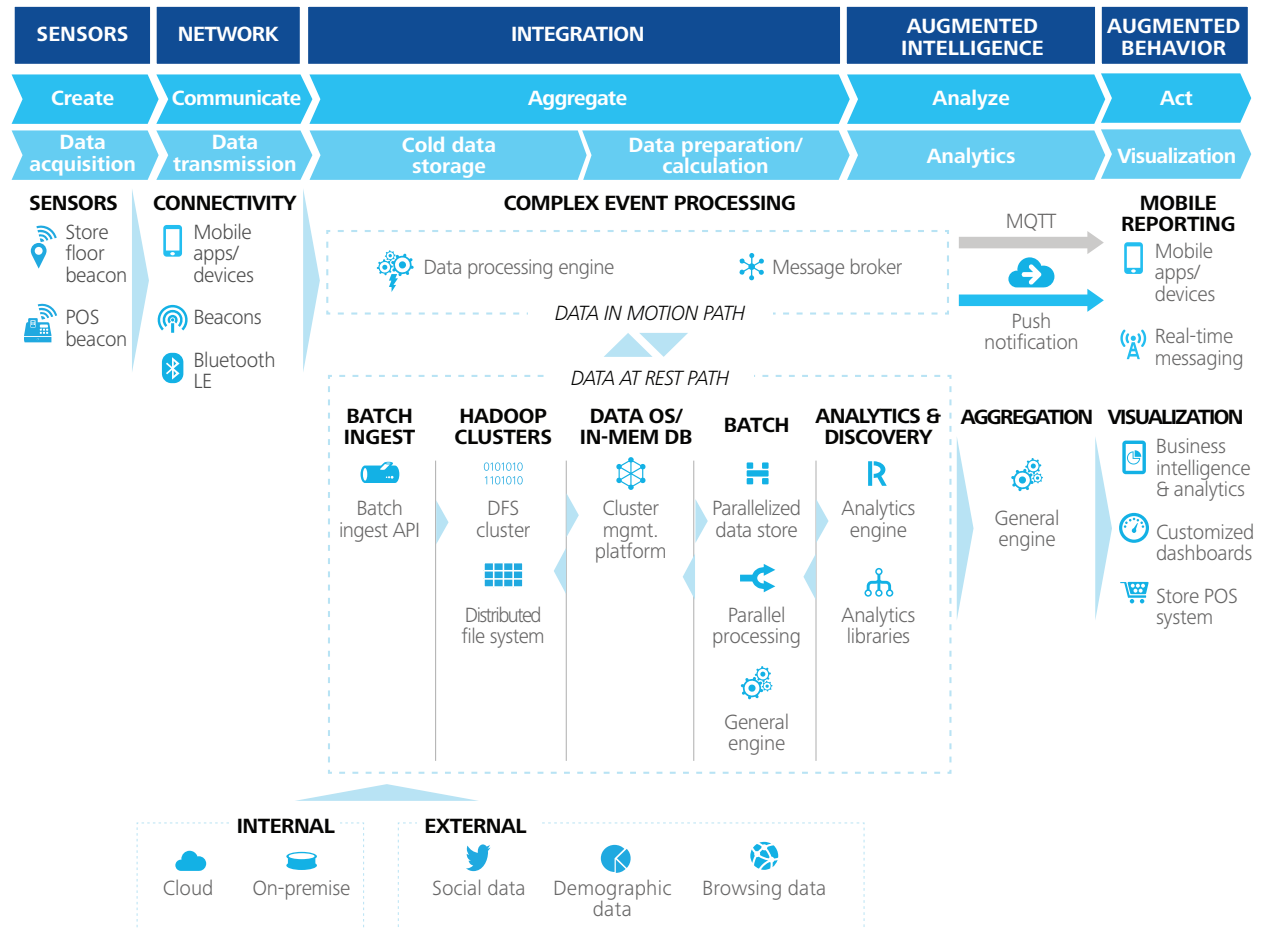 SENSORS
NETWORK
INTEGRATION
AUGMENTED
INTELLIGENCE
AUGMENTED
BEHAVIOR
Create
Communicate
Aggregate
Analyze
Act
Data
acquisition
Data
transmission
Cold data
storage
Data preparation/
calculation
Analytics
Visualization
SENSORS
Store
floor
beacon
POS
beacon
CONNECTIVITY
Mobile
apps/
devices
Beacons
Bluetooth
LE
COMPLEX EVENT PROCESSING
Data processing engine
Message broker
DATA IN MOTION PATH
MQTT
Push
notification
MOBILE
REPORTING
Mobile
apps/
devices
Real-time
messaging
DATA AT REST PATH
BATCH
INGEST
Batch
ingest API
HADOOP
CLUSTERS
0101010
1101010
DFS
cluster
Distributed
file system
DATA OS/
IN-MEM DB
Cluster
mgmt.
platform
BATCH
Parallelized
data store
Parallel
processing
General
engine
ANALYTICS &
DISCOVERY
R
Analytics
engine
Analytics
libraries
AGGREGATION
General
engine
VISUALIZATION
Business
intelligence
& analytics
Customized
dashboards
Store POS
system
INTERNAL
Cloud
On-premise
EXTERNAL
Social data
Demographic
data
Browsing data